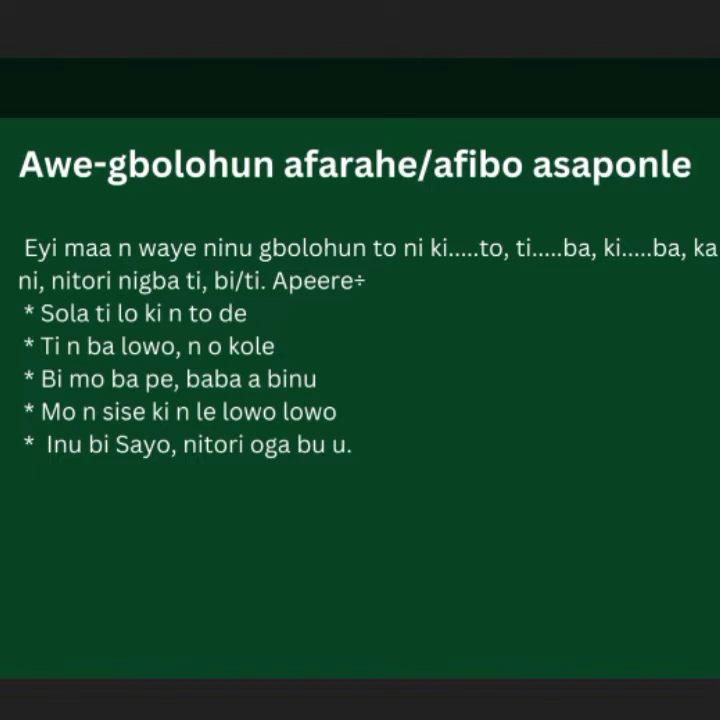 Awe-gbolohun afarahe/afibo asaponle
Eyi maa n waye ninu gbolohun to ni ki.....to, ti.....ba, ki.....ba, ka
ni, nitori nigba ti, bi/ti. Apeere÷
* Sola ti lo ki n to de
* Ti n ba lowo, n o kole
* Bi mo ba pe, baba a binu
* Mo n sise ki n le lowo lowo
* Inu bi Sayo, nitori oga bu u.